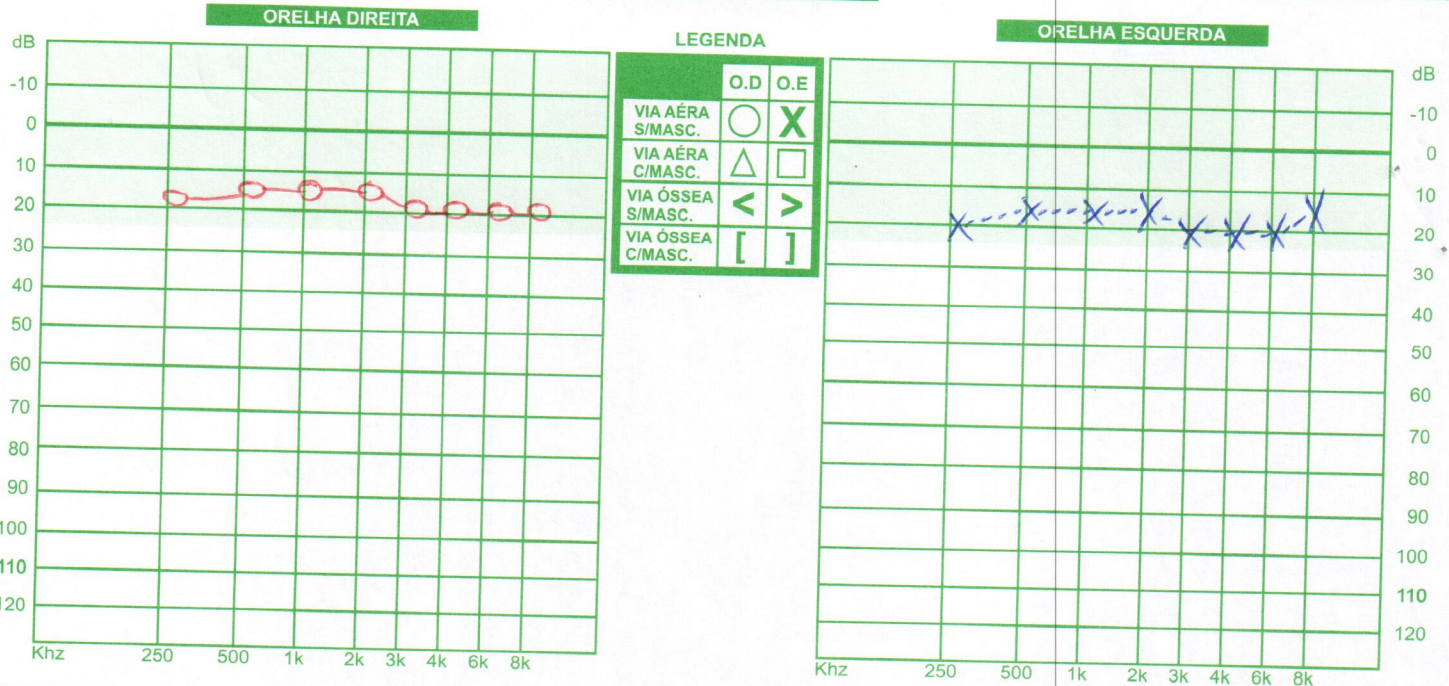 ORELHA DIREITA
dB
-10
0
10
20
30
40
50
60
70
80
90
100
110
120
Khz 250 500 1k 2k 3k 4k 6k 8k
LEGENDA
O.D O.E
VIA AÉRA
S/MASC. X
VIA AÉRA
C/MASC.
VIA ÓSSEA
S/MASC. < >
VIA ÓSSEA
C/MASC. [ ]
ORELHA ESQUERDA
dB
-10
0
10
20
30
40
50
60
70
80
90
100
110
120
Khz 250 500 1k 2k 3k 4k 6k 8k